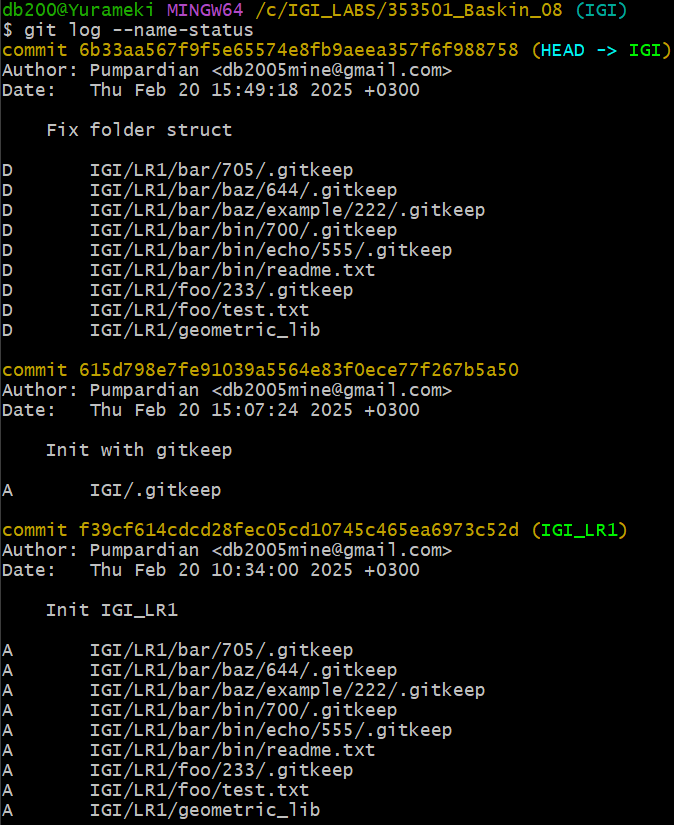 db200@Yurameki MINGW64 /c/IGI_LABS/353501_Baskin_08 (IGI)
$ git log --name-status
commit 6b33aa567f9f5e65574e8fb9aeea357f6f988758 (HEAD -> IGI)
Author: Pumpardian <db2005mine@gmail.com>
Date:   Thu Feb 20 15:49:18 2025 +0300

    Fix folder struct

D       IGI/LR1/bar/705/.gitkeep
D       IGI/LR1/bar/baz/644/.gitkeep
D       IGI/LR1/bar/baz/example/222/.gitkeep
D       IGI/LR1/bar/bin/700/.gitkeep
D       IGI/LR1/bar/bin/echo/555/.gitkeep
D       IGI/LR1/bar/bin/readme.txt
D       IGI/LR1/foo/233/.gitkeep
D       IGI/LR1/foo/test.txt
D       IGI/LR1/geometric_lib

commit 615d798e7fe91039a5564e83f0ece77f267b5a50
Author: Pumpardian <db2005mine@gmail.com>
Date:   Thu Feb 20 15:07:24 2025 +0300

    Init with gitkeep

A       IGI/.gitkeep

commit f39cf614cdcd28fec05cd10745c465ea6973c52d (IGI_LR1)
Author: Pumpardian <db2005mine@gmail.com>
Date:   Thu Feb 20 10:34:00 2025 +0300

    Init IGI_LR1

A       IGI/LR1/bar/705/.gitkeep
A       IGI/LR1/bar/baz/644/.gitkeep
A       IGI/LR1/bar/baz/example/222/.gitkeep
A       IGI/LR1/bar/bin/700/.gitkeep
A       IGI/LR1/bar/bin/echo/555/.gitkeep
A       IGI/LR1/bar/bin/readme.txt
A       IGI/LR1/foo/233/.gitkeep
A       IGI/LR1/foo/test.txt
A       IGI/LR1/geometric_lib